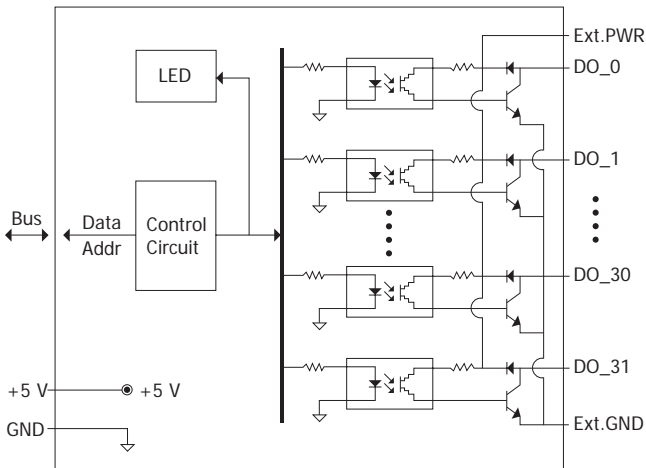 Ext.PWR
LED
DO_0
DO_1
Bus
Data
Addr
Control
Circuit
DO_30
DO_31
+5 V
+5 V
GND
Ext.GND